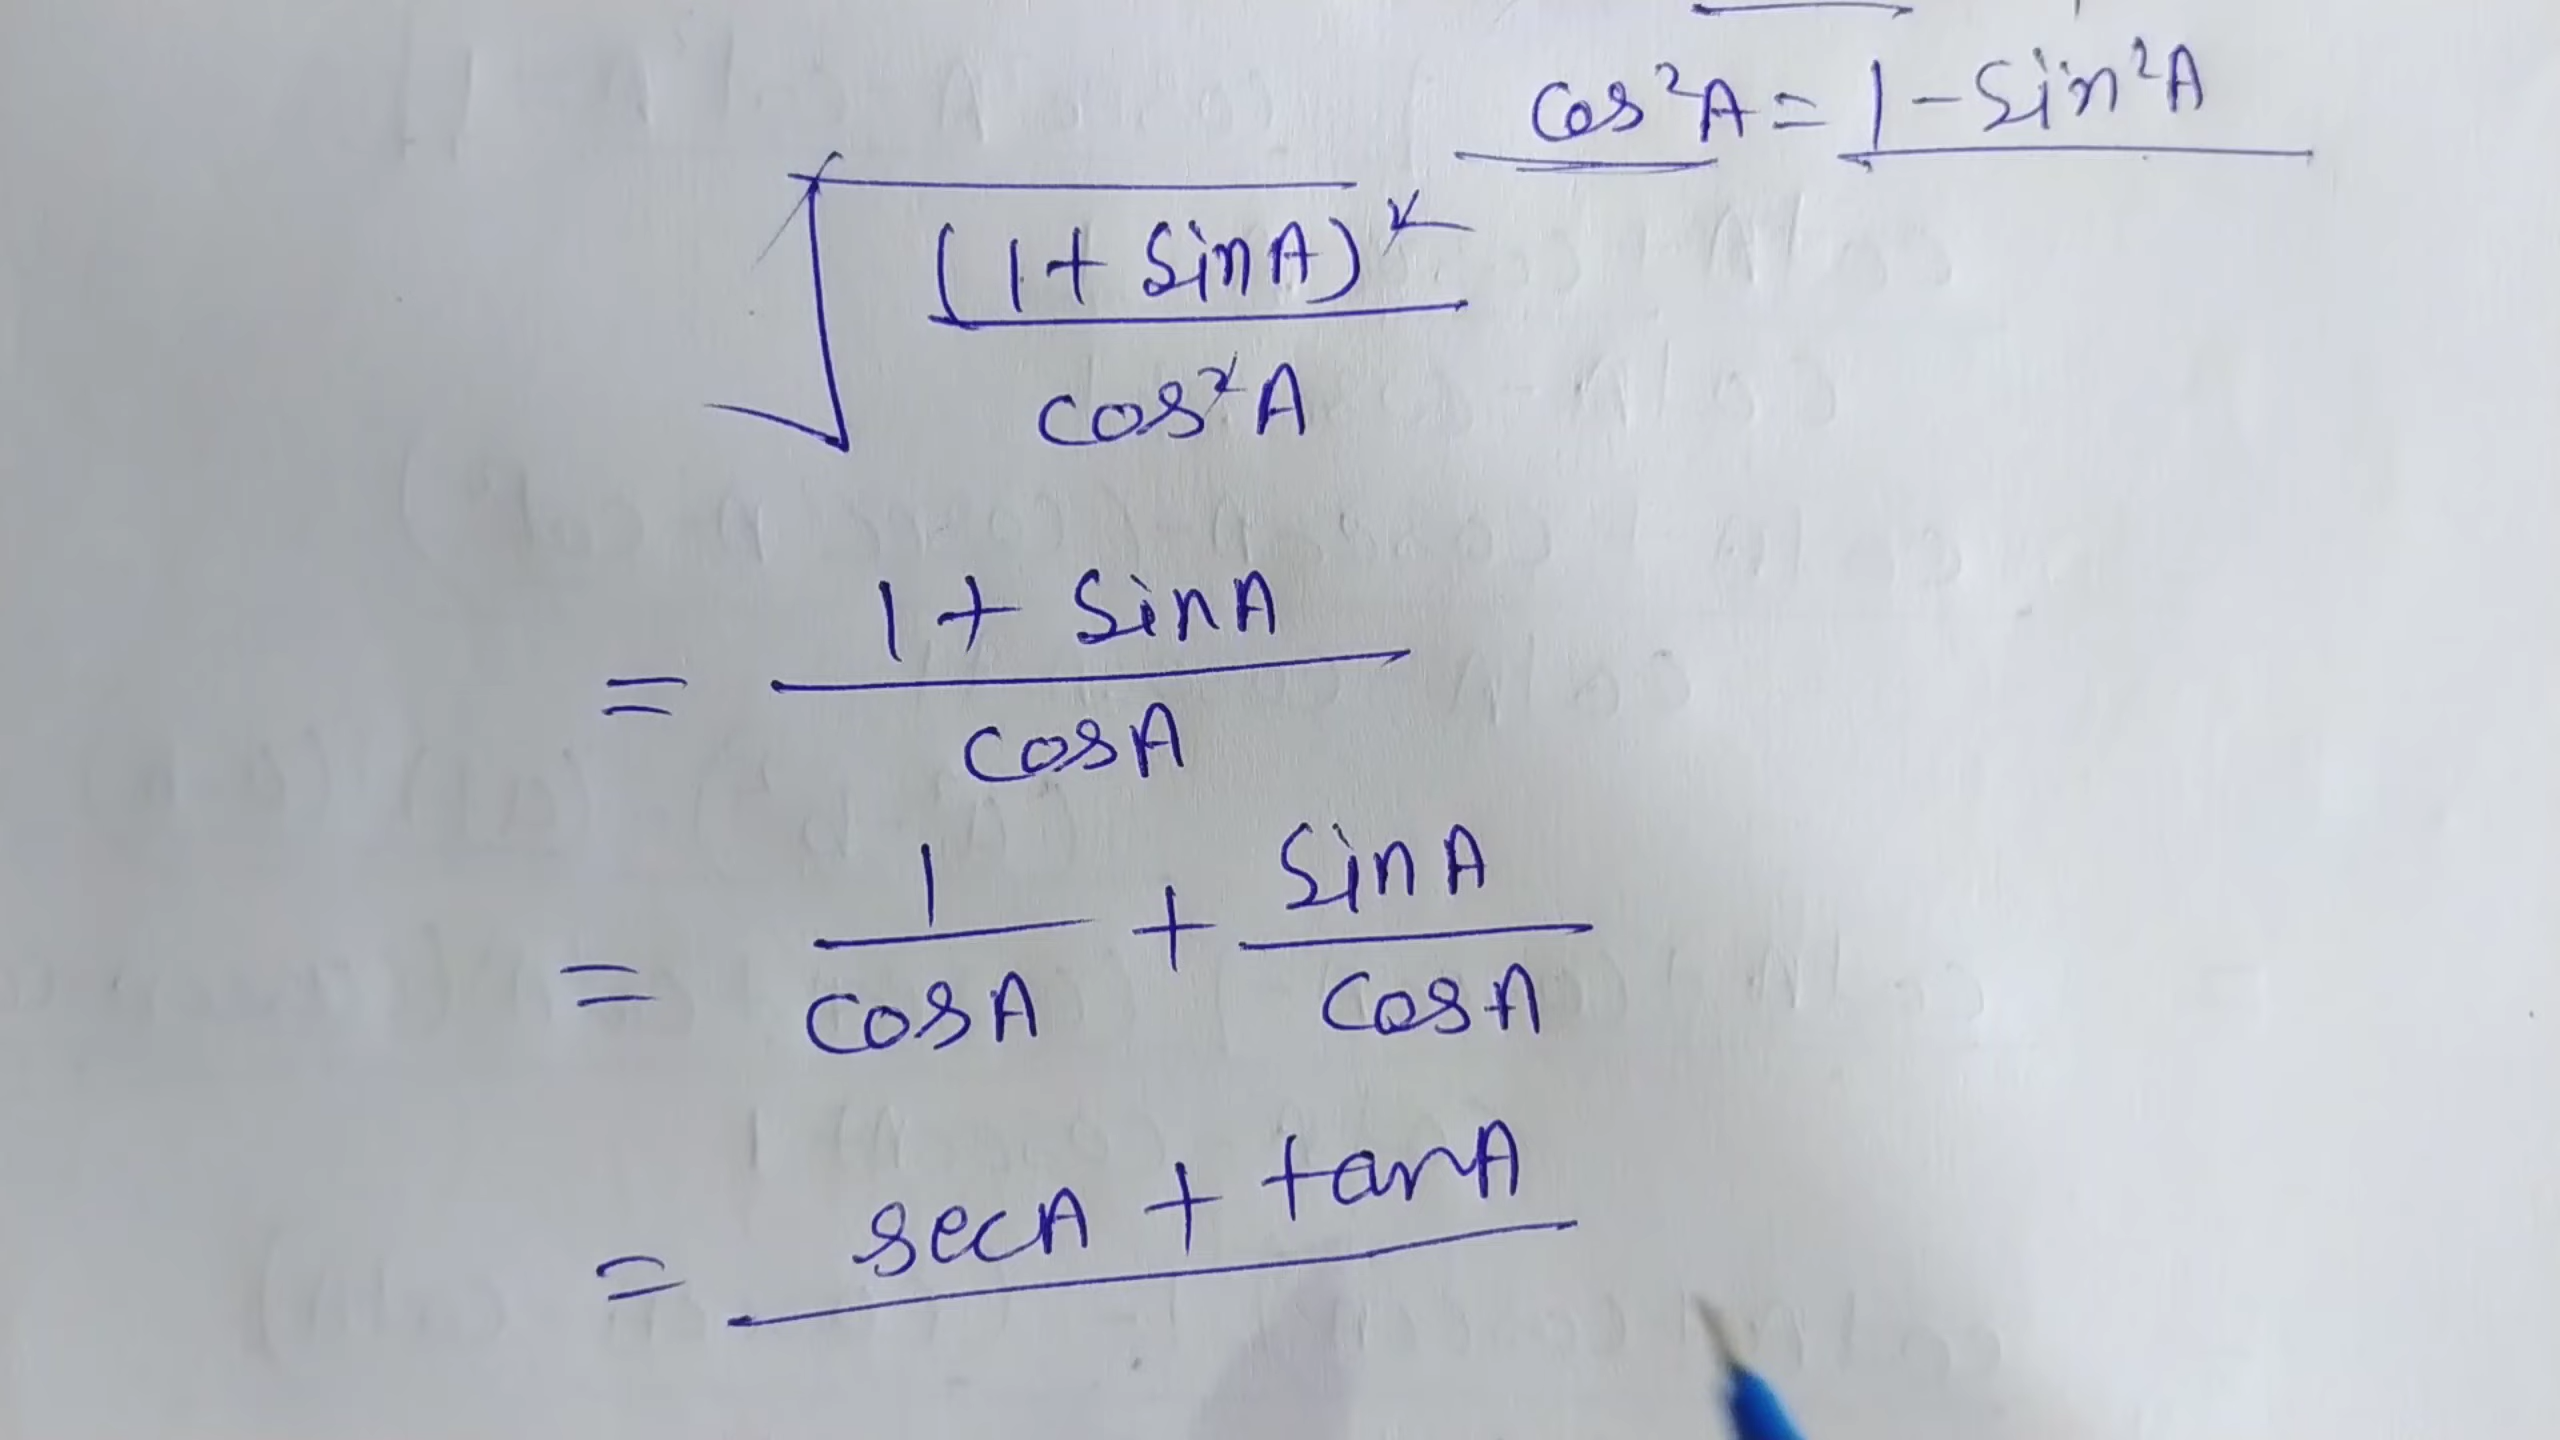 cos²A = 1 - Sin²A
√((1 + SinA)² / cos²A)
= (1 + SinA) / cosA
= 1/cosA + SinA/cosA
= secA + tanA